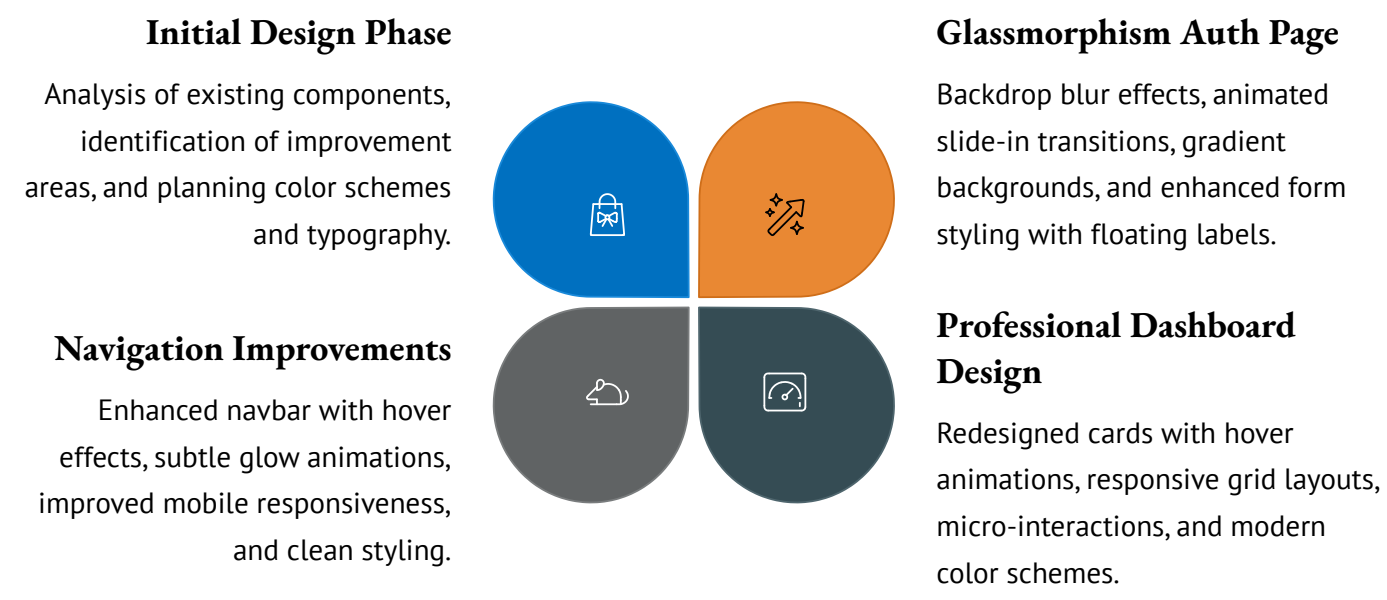 Initial Design Phase
Analysis of existing components,
identification of improvement
areas, and planning color schemes
and typography.
Glassmorphism Auth Page
Backdrop blur effects, animated
slide-in transitions, gradient
backgrounds, and enhanced form
styling with floating labels.
Navigation Improvements
Enhanced navbar with hover
effects, subtle glow animations,
improved mobile responsiveness,
and clean styling.
Professional Dashboard
Design
Redesigned cards with hover
animations, responsive grid layouts,
micro-interactions, and modern
color schemes.